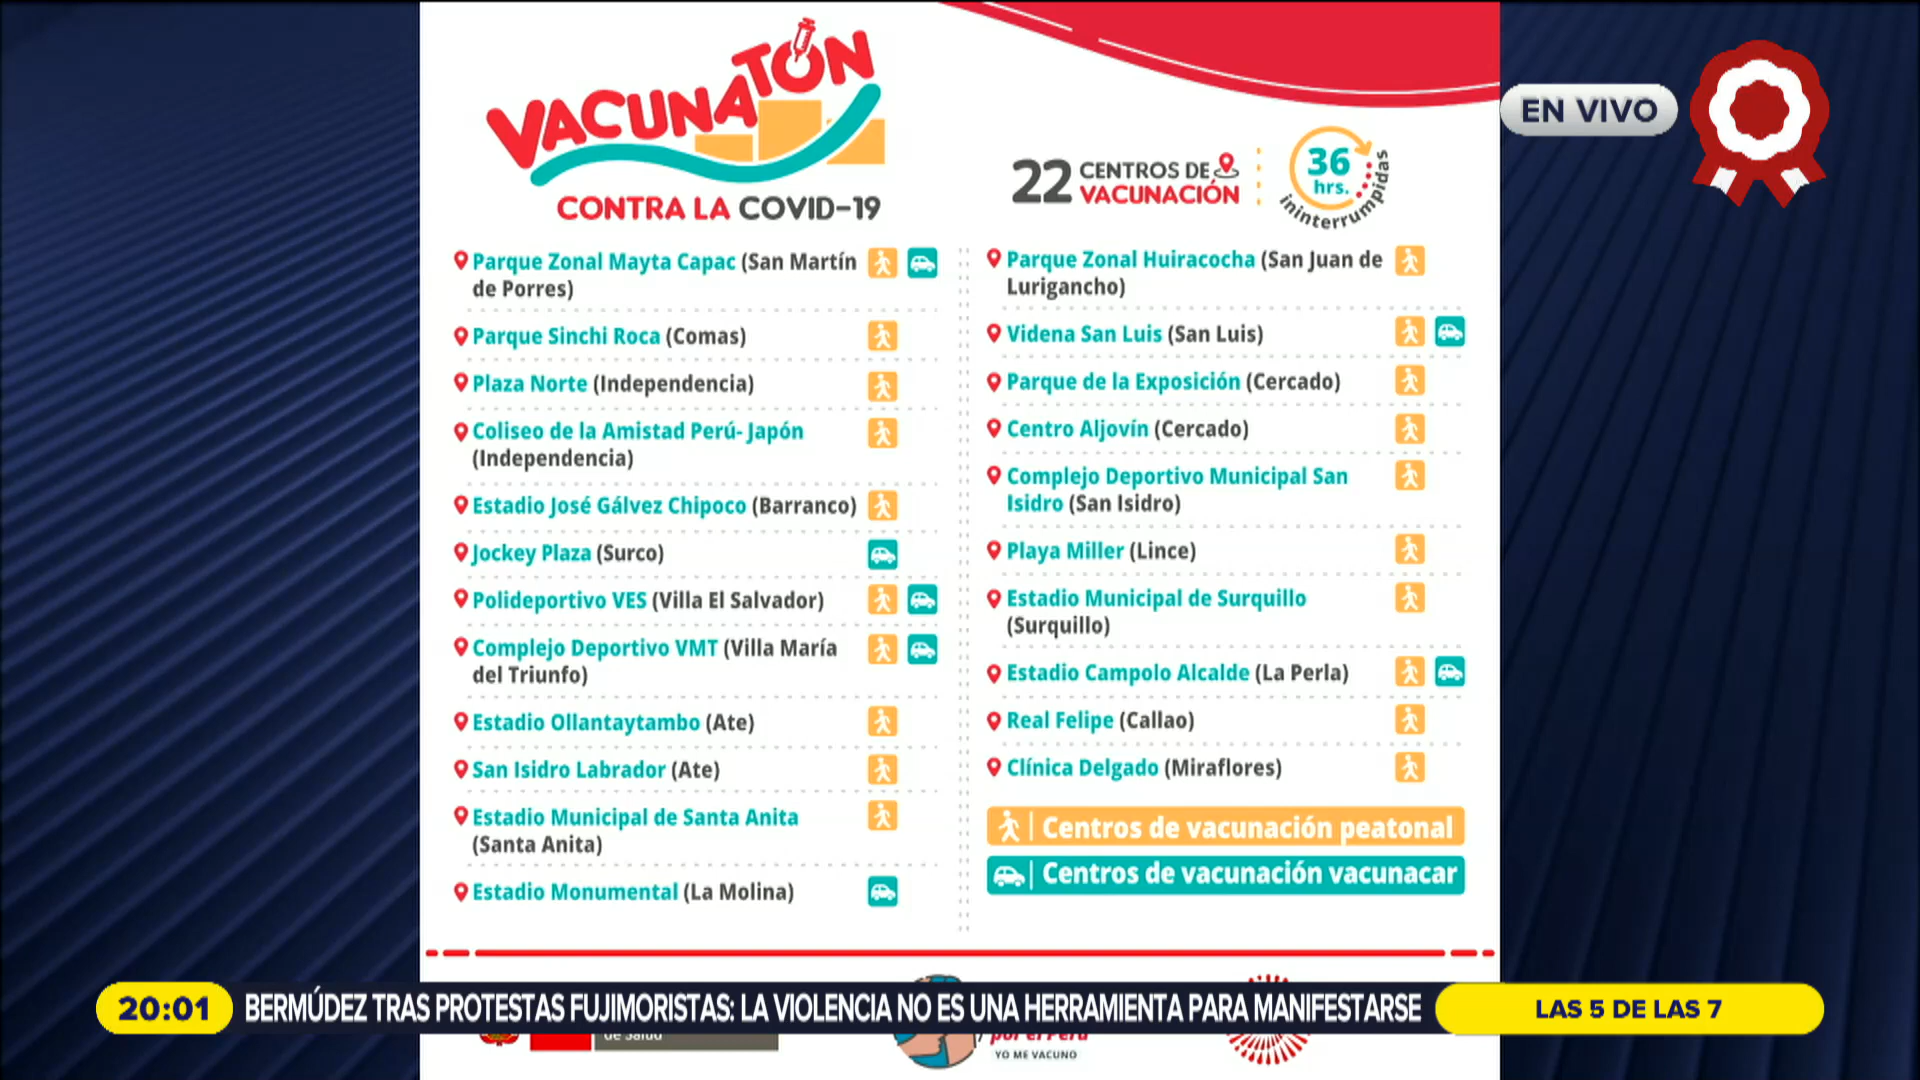 VACUNATÓN
CONTRA LA COVID-19
22 CENTROS DE
VACUNACIÓN
36
hrs.
ininterrumpidas
EN VIVO
Parque Zonal Mayta Capac (San Martín
de Porres)
Parque Sinchi Roca (Comas)
Plaza Norte (Independencia)
Coliseo de la Amistad Perú- Japón
(Independencia)
Estadio José Gálvez Chipoco (Barranco)
Jockey Plaza (Surco)
Polideportivo VES (Villa El Salvador)
Complejo Deportivo VMT (Villa María
del Triunfo)
Estadio Ollantaytambo (Ate)
San Isidro Labrador (Ate)
Estadio Municipal de Santa Anita
(Santa Anita)
Estadio Monumental (La Molina)
Parque Zonal Huiracocha (San Juan de
Lurigancho)
Videna San Luis (San Luis)
Parque de la Exposición (Cercado)
Centro Aljovín (Cercado)
Complejo Deportivo Municipal San
Isidro (San Isidro)
Playa Miller (Lince)
Estadio Municipal de Surquillo
(Surquillo)
Estadio Campolo Alcalde (La Perla)
Real Felipe (Callao)
Clínica Delgado (Miraflores)
Centros de vacunación peatonal
Centros de vacunación vacunacar
20:01
BERMÚDEZ TRAS PROTESTAS FUJIMORISTAS: LA VIOLENCIA NO ES UNA HERRAMIENTA PARA MANIFESTARSE
LAS 5 DE LAS 7
de Salud
por el Perú
YO ME VACUNO